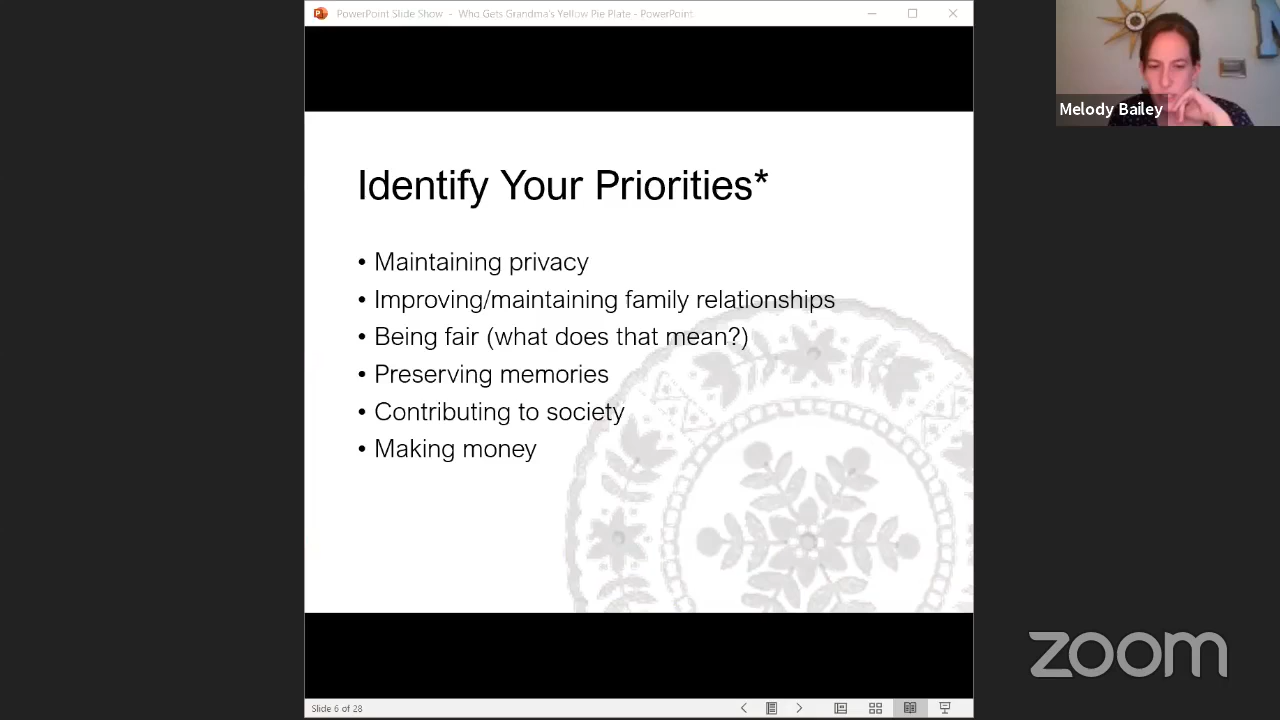 PowerPoint Slide Show - Who Gets Grandma's Yellow Pie Plate - PowerPoint
Melody Bailey
Identify Your Priorities*
• Maintaining privacy
• Improving/maintaining family relationships
• Being fair (what does that mean?)
• Preserving memories
• Contributing to society
• Making money
zoom
Slide 6 of 28